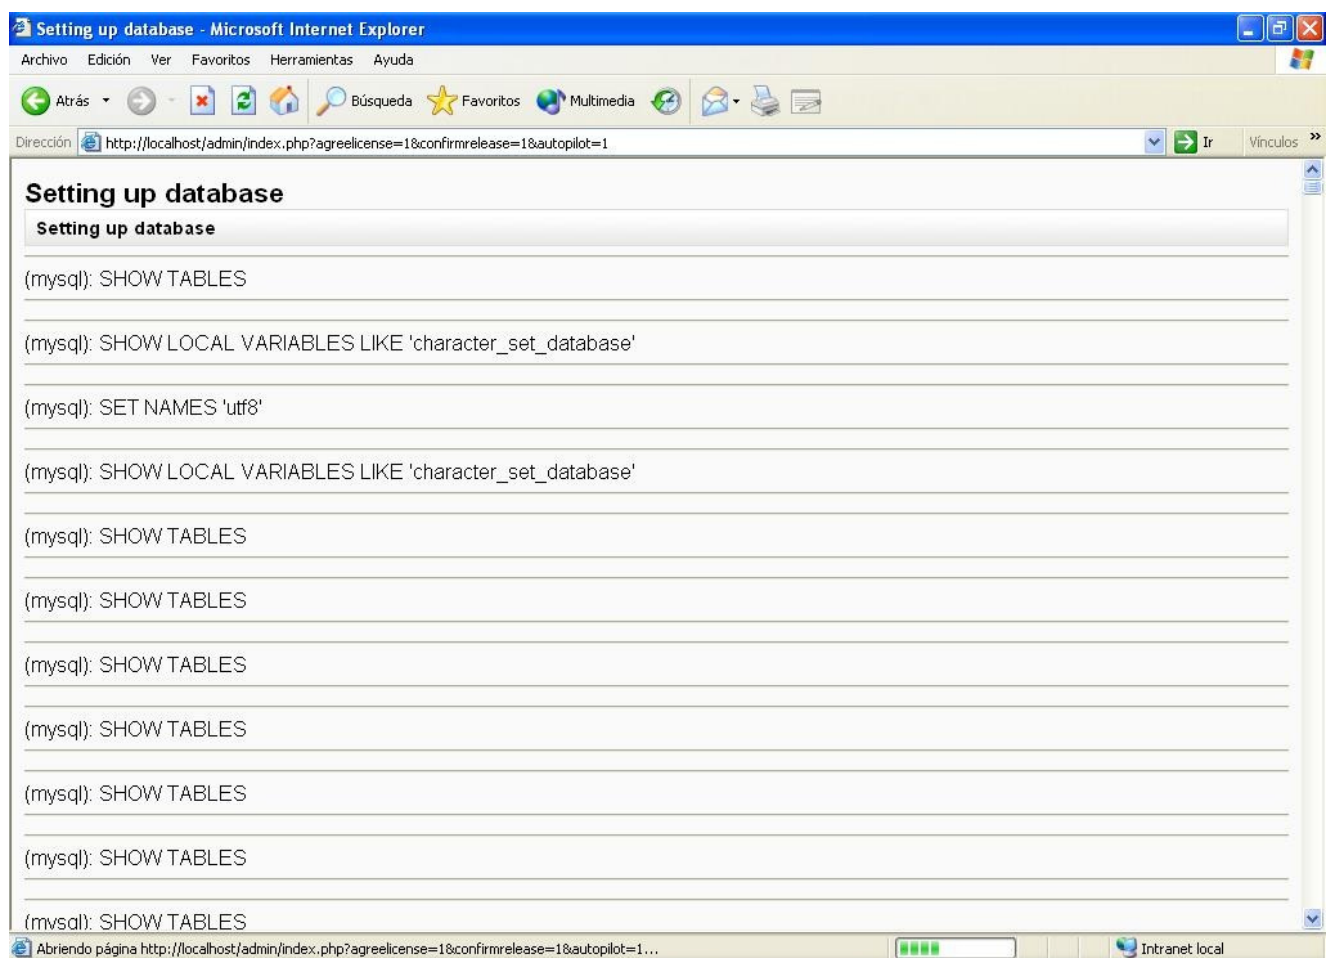 Setting up database - Microsoft Internet Explorer
Archivo Edición Ver Favoritos Herramientas Ayuda
Atrás Búsqueda Favoritos Multimedia
Dirección http://localhost/admin/index.php?agreelicense=1&confirmrelease=1&autopilot=1 Ir Vínculos »
Setting up database
Setting up database
(mysql): SHOW TABLES
(mysql): SHOW LOCAL VARIABLES LIKE 'character_set_database'
(mysql): SET NAMES 'utf8'
(mysql): SHOW LOCAL VARIABLES LIKE 'character_set_database'
(mysql): SHOW TABLES
(mysql): SHOW TABLES
(mysql): SHOW TABLES
(mysql): SHOW TABLES
(mysql): SHOW TABLES
(mysql): SHOW TABLES
(mysql): SHOW TABLES
Abriendo página http://localhost/admin/index.php?agreelicense=1&confirmrelease=1&autopilot=1... Intranet local